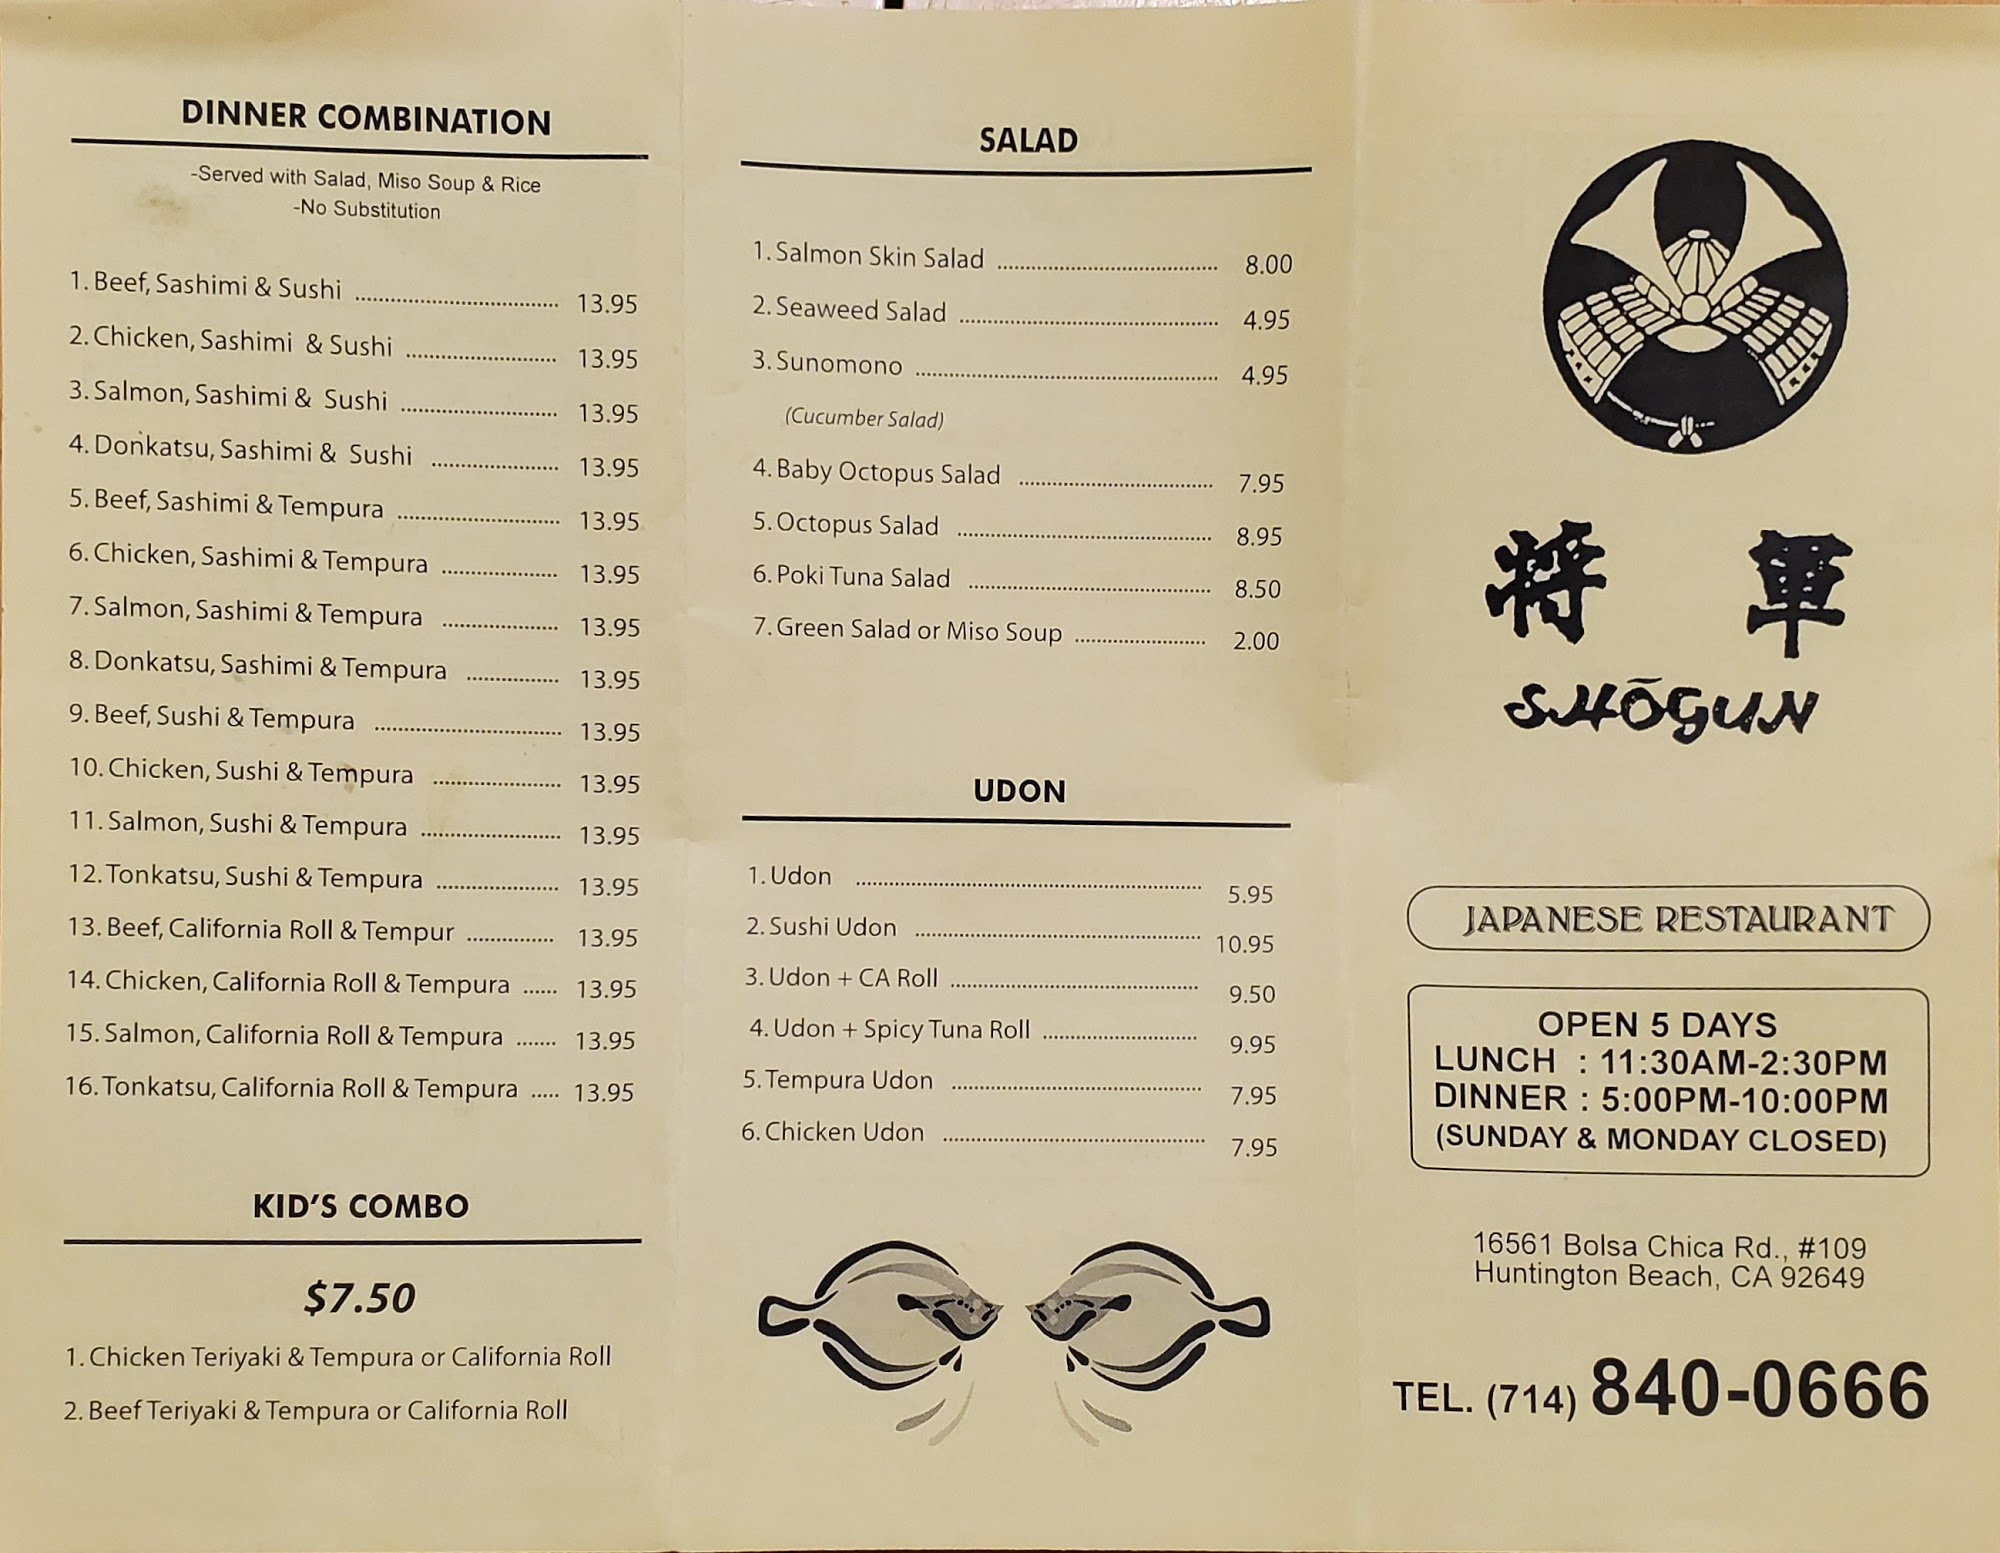 DINNER COMBINATION
-Served with Salad, Miso Soup & Rice
-No Substitution
1. Beef, Sashimi & Sushi 13.95
2. Chicken, Sashimi & Sushi 13.95
3. Salmon, Sashimi & Sushi 13.95
4. Donkatsu, Sashimi & Sushi 13.95
5. Beef, Sashimi & Tempura 13.95
6. Chicken, Sashimi & Tempura 13.95
7. Salmon, Sashimi & Tempura 13.95
8. Donkatsu, Sashimi & Tempura 13.95
9. Beef, Sushi & Tempura 13.95
10. Chicken, Sushi & Tempura 13.95
11. Salmon, Sushi & Tempura 13.95
12. Tonkatsu, Sushi & Tempura 13.95
13. Beef, California Roll & Tempur 13.95
14. Chicken, California Roll & Tempura 13.95
15. Salmon, California Roll & Tempura 13.95
16. Tonkatsu, California Roll & Tempura 13.95
KID'S COMBO
$7.50
1. Chicken Teriyaki & Tempura or California Roll
2. Beef Teriyaki & Tempura or California Roll
SALAD
1. Salmon Skin Salad 8.00
2. Seaweed Salad 4.95
3. Sunomono 4.95
(Cucumber Salad)
4. Baby Octopus Salad 7.95
5. Octopus Salad 8.95
6. Poki Tuna Salad 8.50
7. Green Salad or Miso Soup 2.00
UDON
1. Udon 5.95
2. Sushi Udon 10.95
3. Udon + CA Roll 9.50
4. Udon + Spicy Tuna Roll 9.95
5. Tempura Udon 7.95
6. Chicken Udon 7.95
将 軍
SHŌGUN
JAPANESE RESTAURANT
OPEN 5 DAYS
LUNCH : 11:30AM-2:30PM
DINNER : 5:00PM-10:00PM
(SUNDAY & MONDAY CLOSED)
16561 Bolsa Chica Rd., #109
Huntington Beach, CA 92649
TEL. (714) 840-0666